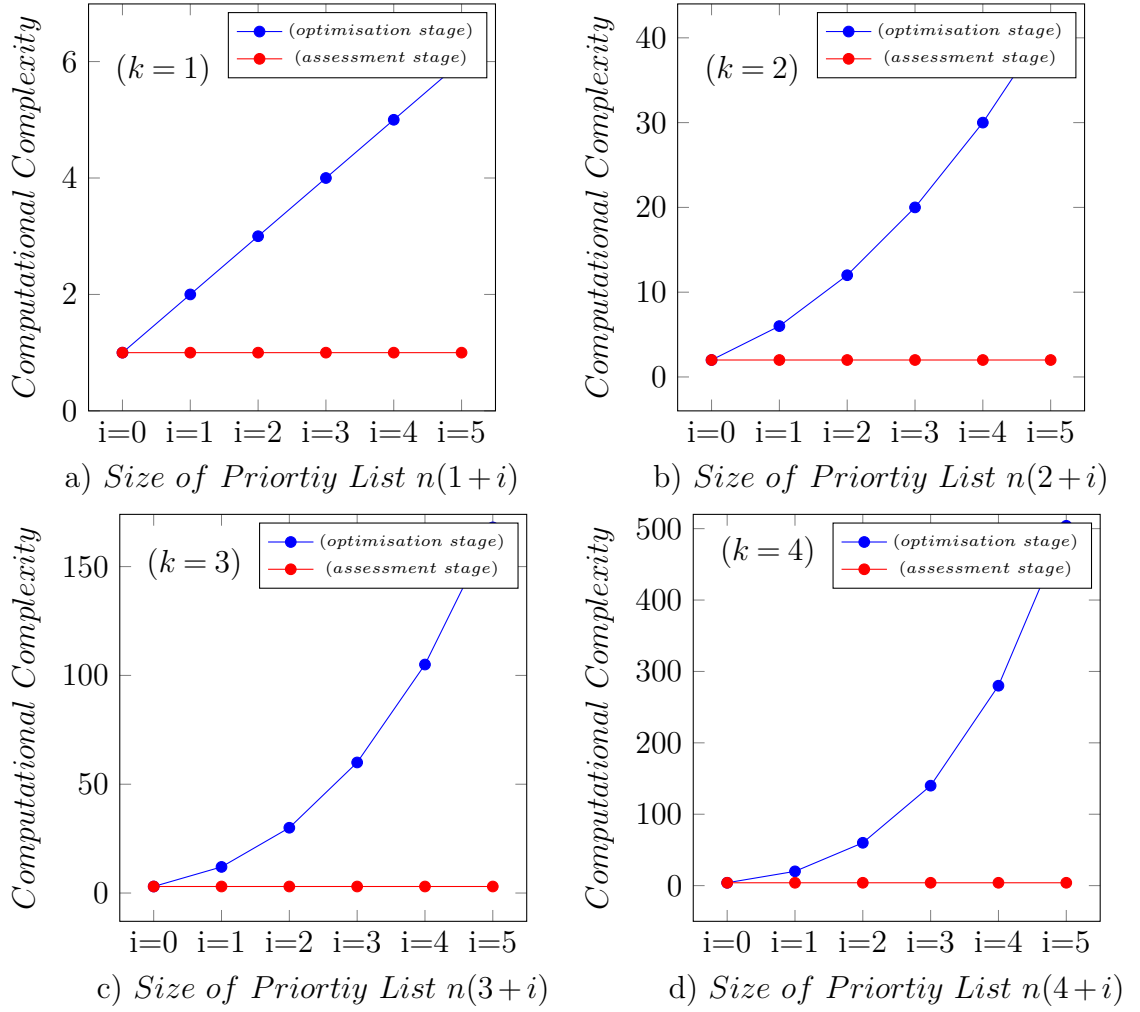 Computational Complexity
6
4
2
0
(k = 1)
(optimisation stage)
(assessment stage)
i=0 i=1 i=2 i=3 i=4 i=5
a) Size of Priortiy List n(1+i)
Computational Complexity
40
30
20
10
0
(k = 2)
(optimisation stage)
(assessment stage)
i=0 i=1 i=2 i=3 i=4 i=5
b) Size of Priortiy List n(2+i)
Computational Complexity
150
100
50
0
(k = 3)
(optimisation stage)
(assessment stage)
i=0 i=1 i=2 i=3 i=4 i=5
c) Size of Priortiy List n(3+i)
Computational Complexity
500
400
300
200
100
0
(k = 4)
(optimisation stage)
(assessment stage)
i=0 i=1 i=2 i=3 i=4 i=5
d) Size of Priortiy List n(4+i)